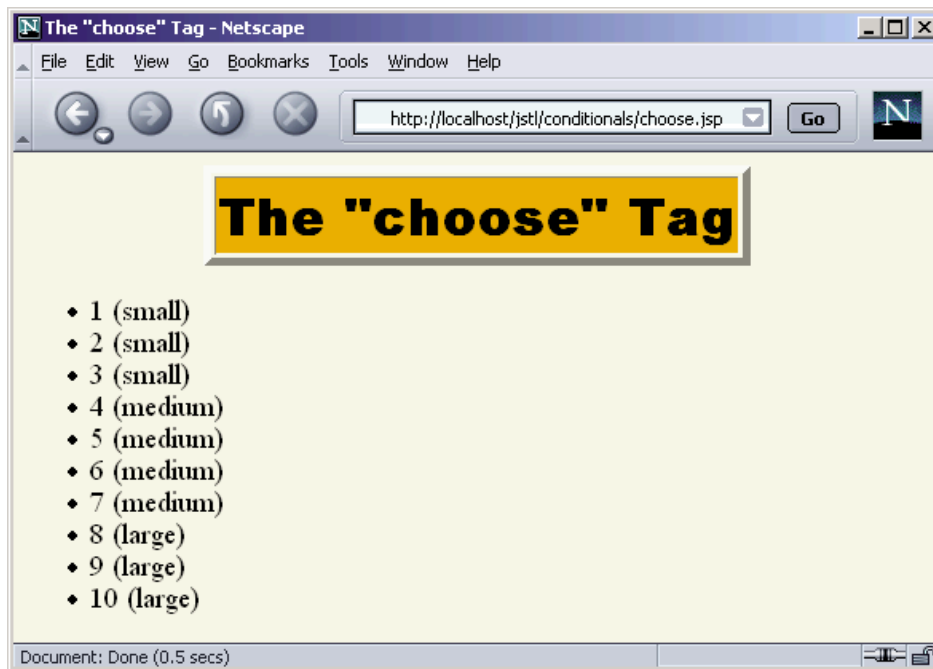 N The "choose" Tag - Netscape
File Edit View Go Bookmarks Tools Window Help
http://localhost/jstl/conditionals/choose.jsp Go N
The "choose" Tag
• 1 (small)
• 2 (small)
• 3 (small)
• 4 (medium)
• 5 (medium)
• 6 (medium)
• 7 (medium)
• 8 (large)
• 9 (large)
• 10 (large)
Document: Done (0.5 secs)